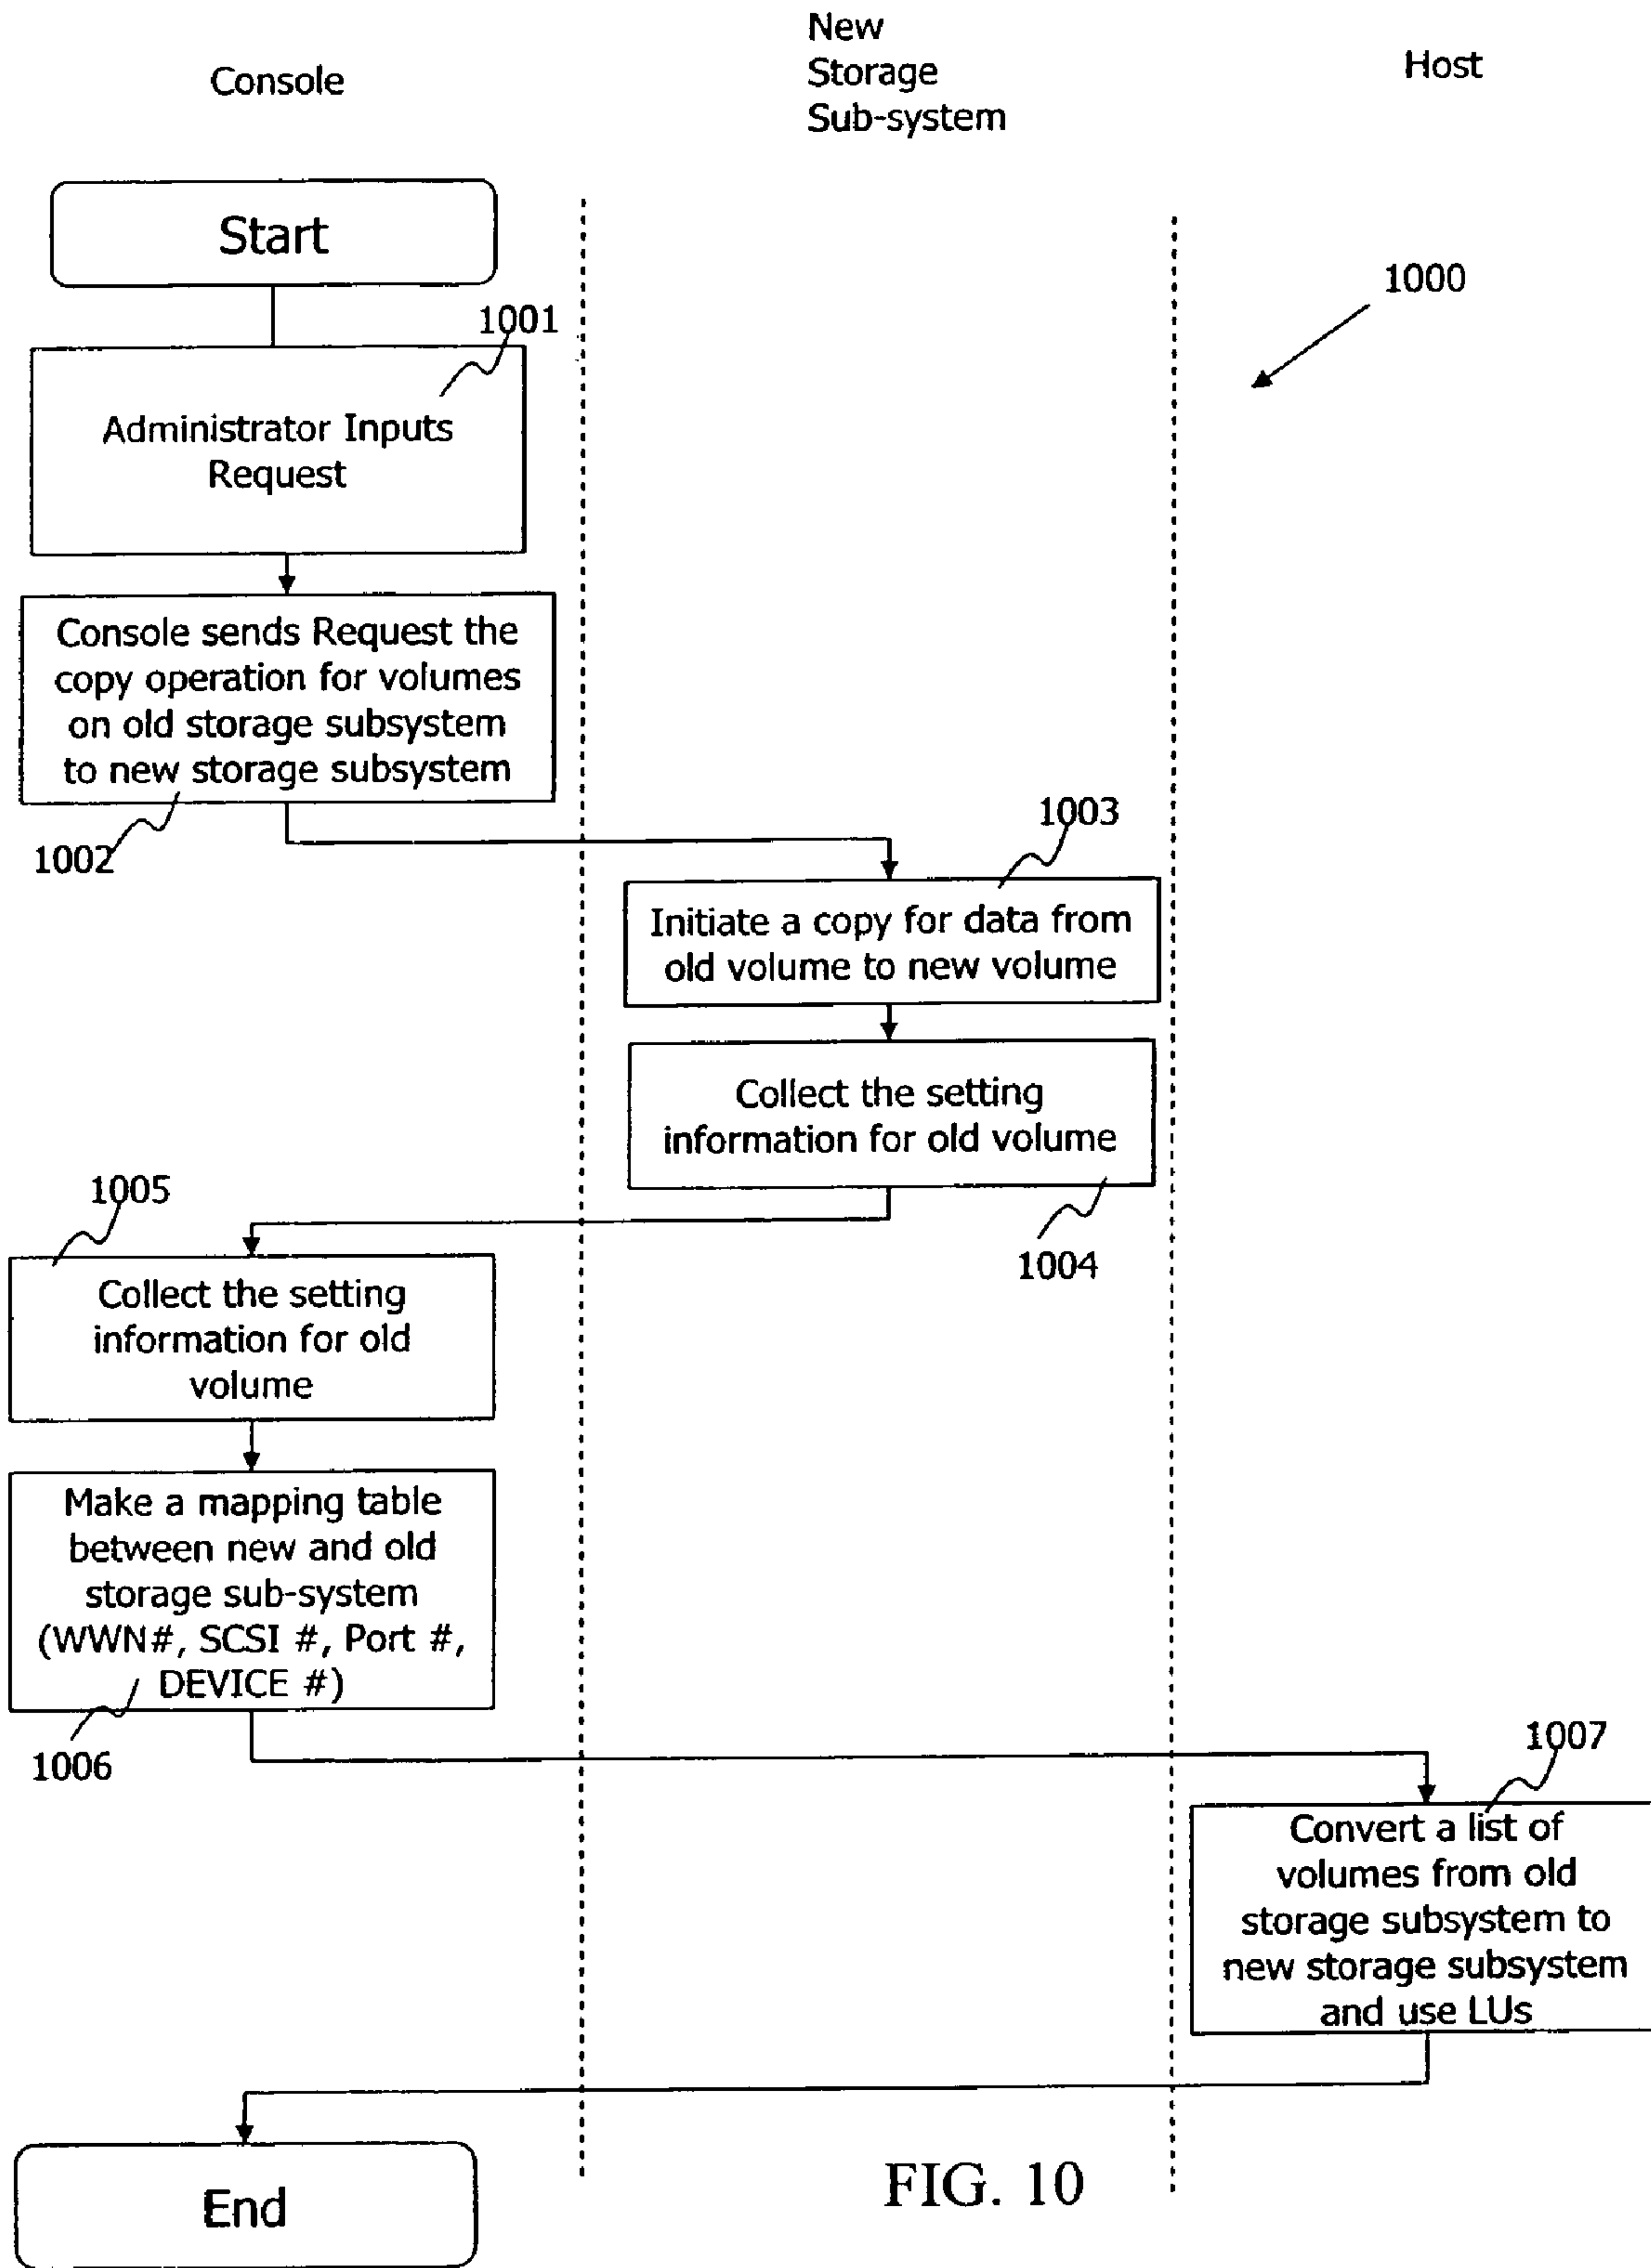 Console
New
Storage
Sub-system
Host
Start
1000
1001
Administrator Inputs
Request
Console sends Request the
copy operation for volumes
on old storage subsystem
to new storage subsystem
1002
1003
Initiate a copy for data from
old volume to new volume
Collect the setting
information for old volume
1004
1005
Collect the setting
information for old
volume
Make a mapping table
between new and old
storage sub-system
(WWN#, SCSI #, Port #,
DEVICE #)
1006
1007
Convert a list of
volumes from old
storage subsystem to
new storage subsystem
and use LUs
End
FIG. 10